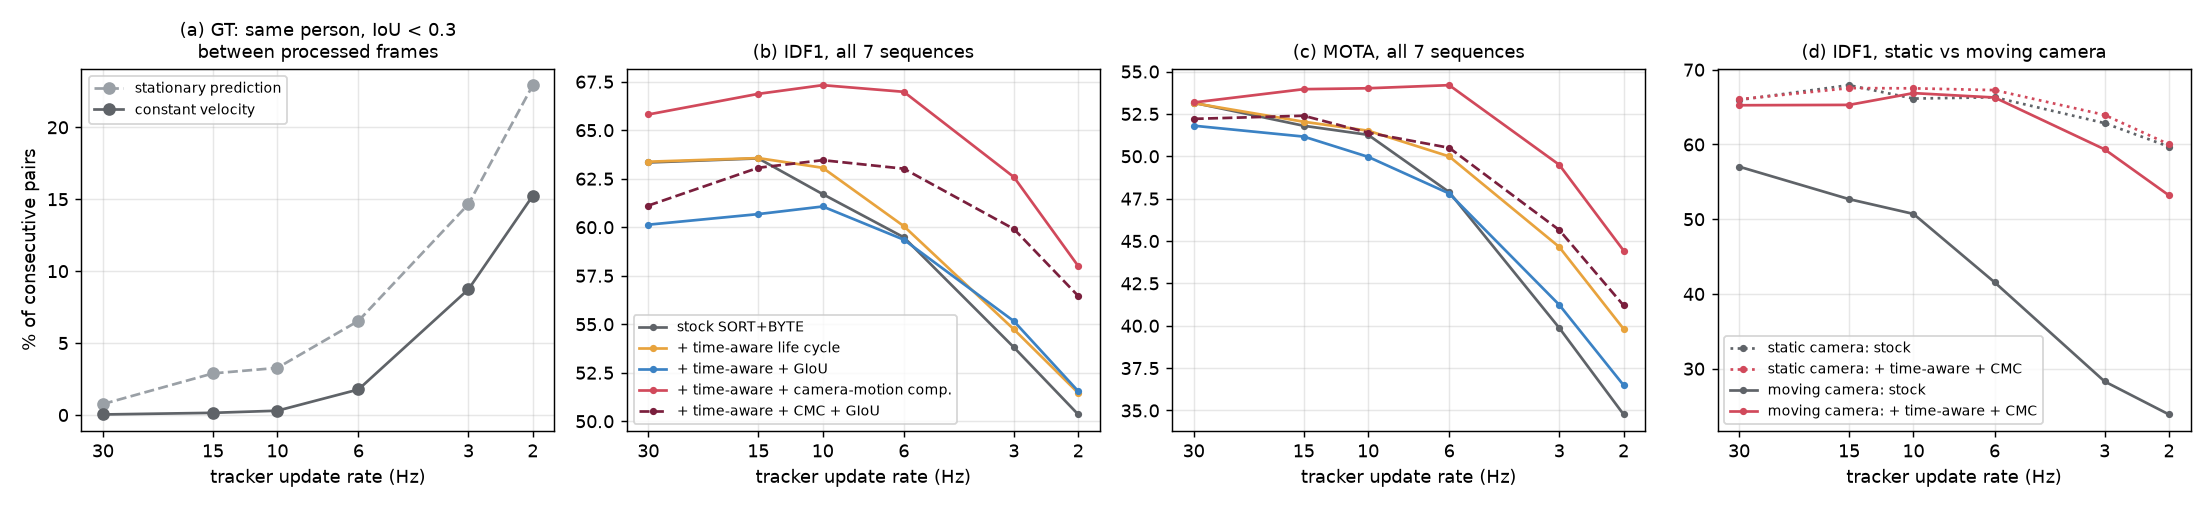 (a) GT: same person, IoU < 0.3
between processed frames
% of consecutive pairs
20
15
10
5
0
stationary prediction
constant velocity
30 15 10 6 3 2
tracker update rate (Hz)
(b) IDF1, all 7 sequences
67.5
65.0
62.5
60.0
57.5
55.0
52.5
50.0
stock SORT+BYTE
+ time-aware life cycle
+ time-aware + GIoU
+ time-aware + camera-motion comp.
+ time-aware + CMC + GIoU
30 15 10 6 3 2
tracker update rate (Hz)
(c) MOTA, all 7 sequences
55.0
52.5
50.0
47.5
45.0
42.5
40.0
37.5
35.0
30 15 10 6 3 2
tracker update rate (Hz)
(d) IDF1, static vs moving camera
70
60
50
40
30
static camera: stock
static camera: + time-aware + CMC
moving camera: stock
moving camera: + time-aware + CMC
30 15 10 6 3 2
tracker update rate (Hz)